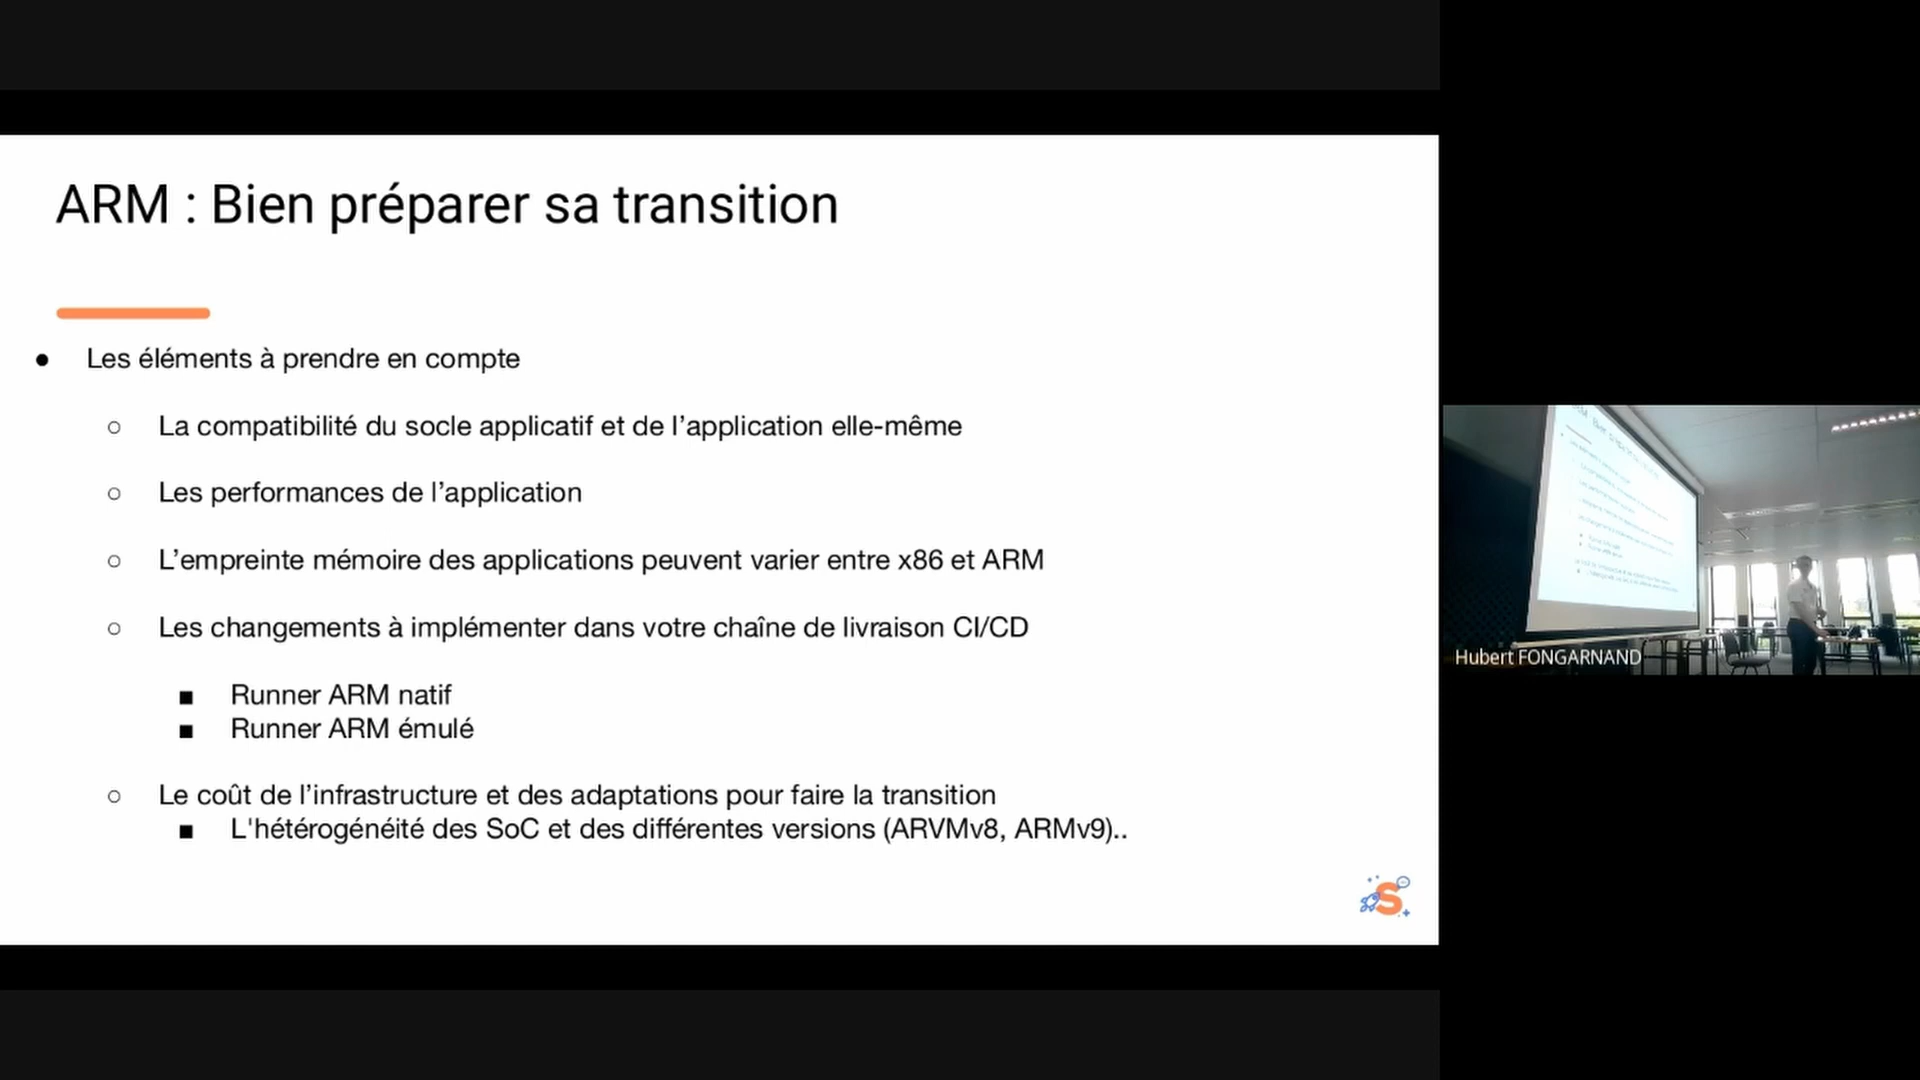 ARM : Bien préparer sa transition
● Les éléments à prendre en compte
○ La compatibilité du socle applicatif et de l’application elle-même
○ Les performances de l’application
○ L’empreinte mémoire des applications peuvent varier entre x86 et ARM
○ Les changements à implémenter dans votre chaîne de livraison CI/CD
■ Runner ARM natif
■ Runner ARM émulé
○ Le coût de l’infrastructure et des adaptations pour faire la transition
■ L'hétérogénéité des SoC et des différentes versions (ARVMv8, ARMv9)..
S
Hubert FONGARNAND